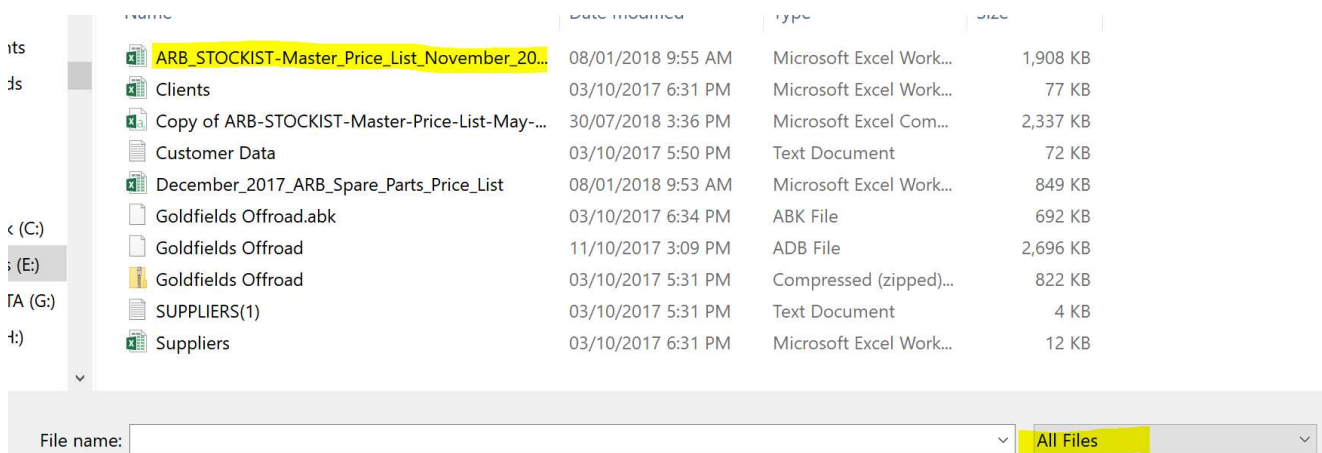 Name Date modified Type Size
nts ARB_STOCKIST-Master_Price_List_November_20... 08/01/2018 9:55 AM Microsoft Excel Work... 1,908 KB
ds Clients 03/10/2017 6:31 PM Microsoft Excel Work... 77 KB
Copy of ARB-STOCKIST-Master-Price-List-May-... 30/07/2018 3:36 PM Microsoft Excel Com... 2,337 KB
Customer Data 03/10/2017 5:50 PM Text Document 72 KB
December_2017_ARB_Spare_Parts_Price_List 08/01/2018 9:53 AM Microsoft Excel Work... 849 KB
k (C:) Goldfields Offroad.abk 03/10/2017 6:34 PM ABK File 692 KB
Goldfields Offroad 11/10/2017 3:09 PM ADB File 2,696 KB
s (E:) Goldfields Offroad 03/10/2017 5:31 PM Compressed (zipped)... 822 KB
TA (G:) SUPPLIERS(1) 03/10/2017 5:31 PM Text Document 4 KB
H:) Suppliers 03/10/2017 6:31 PM Microsoft Excel Work... 12 KB
File name: All Files